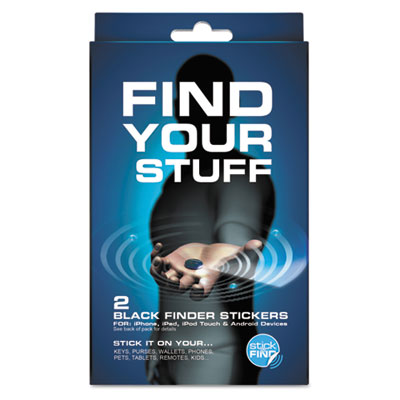 FIND
YOUR
STUFF
2
BLACK FINDER STICKERS
FOR: iPhone, iPad, iPod Touch & Android Devices
See back of pack for details
STICK IT ON YOUR...
KEYS, PURSES, WALLETS, PHONES,
PETS, TABLETS, REMOTES, KIDS...
stick
FIND